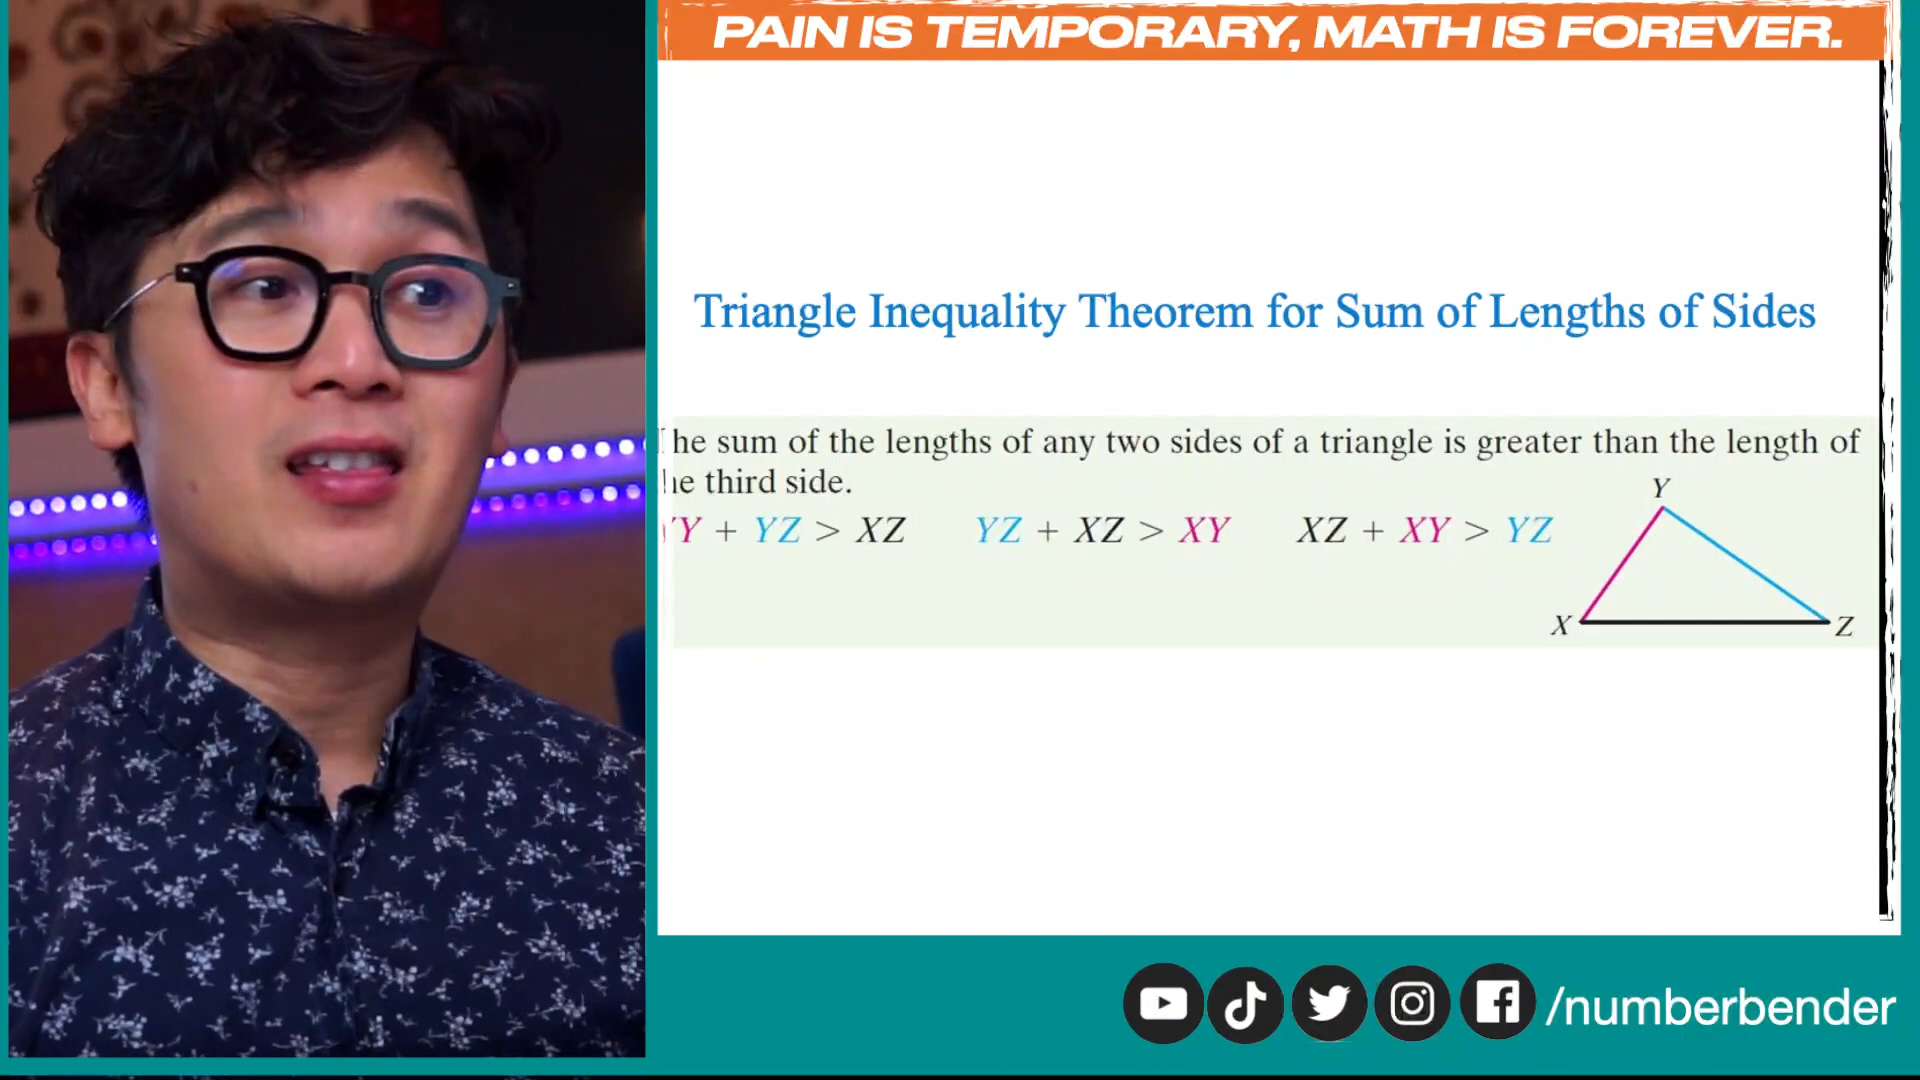 PAIN IS TEMPORARY, MATH IS FOREVER.
Triangle Inequality Theorem for Sum of Lengths of Sides
The sum of the lengths of any two sides of a triangle is greater than the length of
he third side.
Y + YZ > XZ YZ + XZ > XY XZ + XY > YZ
Y
X
Z
/numberbender